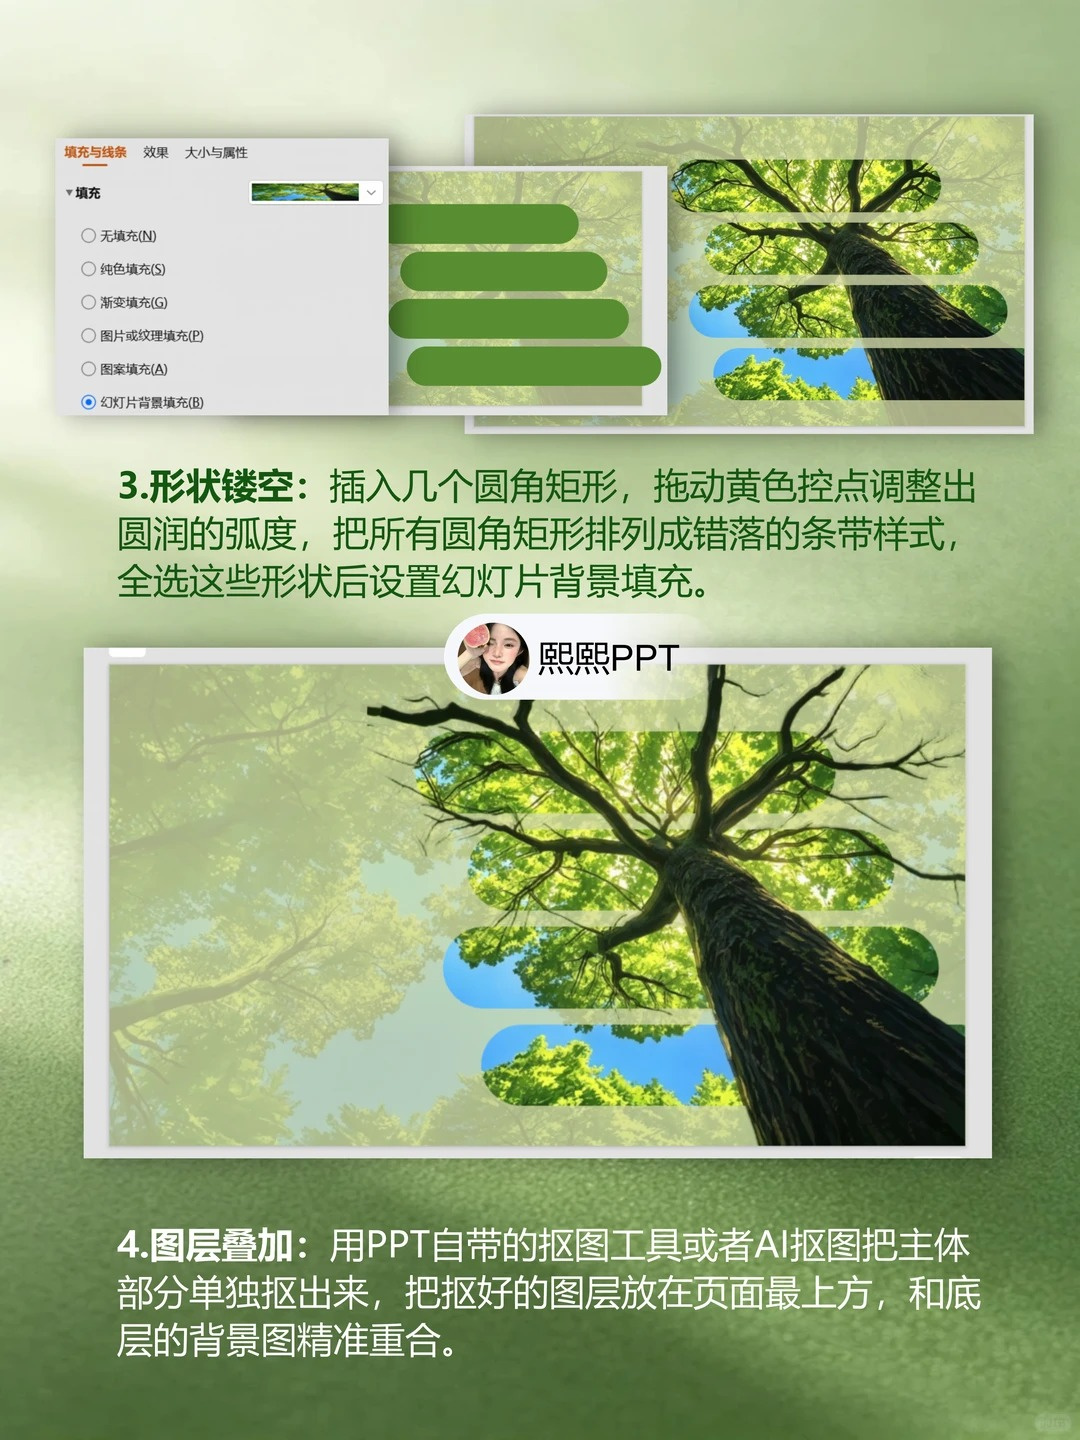 填充与线条 效果 大小与属性
填充
无填充(N)
纯色填充(S)
渐变填充(G)
图片或纹理填充(P)
图案填充(A)
幻灯片背景填充(B)
3.形状镂空：插入几个圆角矩形，拖动黄色控点调整出
圆润的弧度，把所有圆角矩形排列成错落的条带样式，
全选这些形状后设置幻灯片背景填充。
熙熙PPT
4.图层叠加：用PPT自带的抠图工具或者AI抠图把主体
部分单独抠出来，把抠好的图层放在页面最上方，和底
层的背景图精准重合。